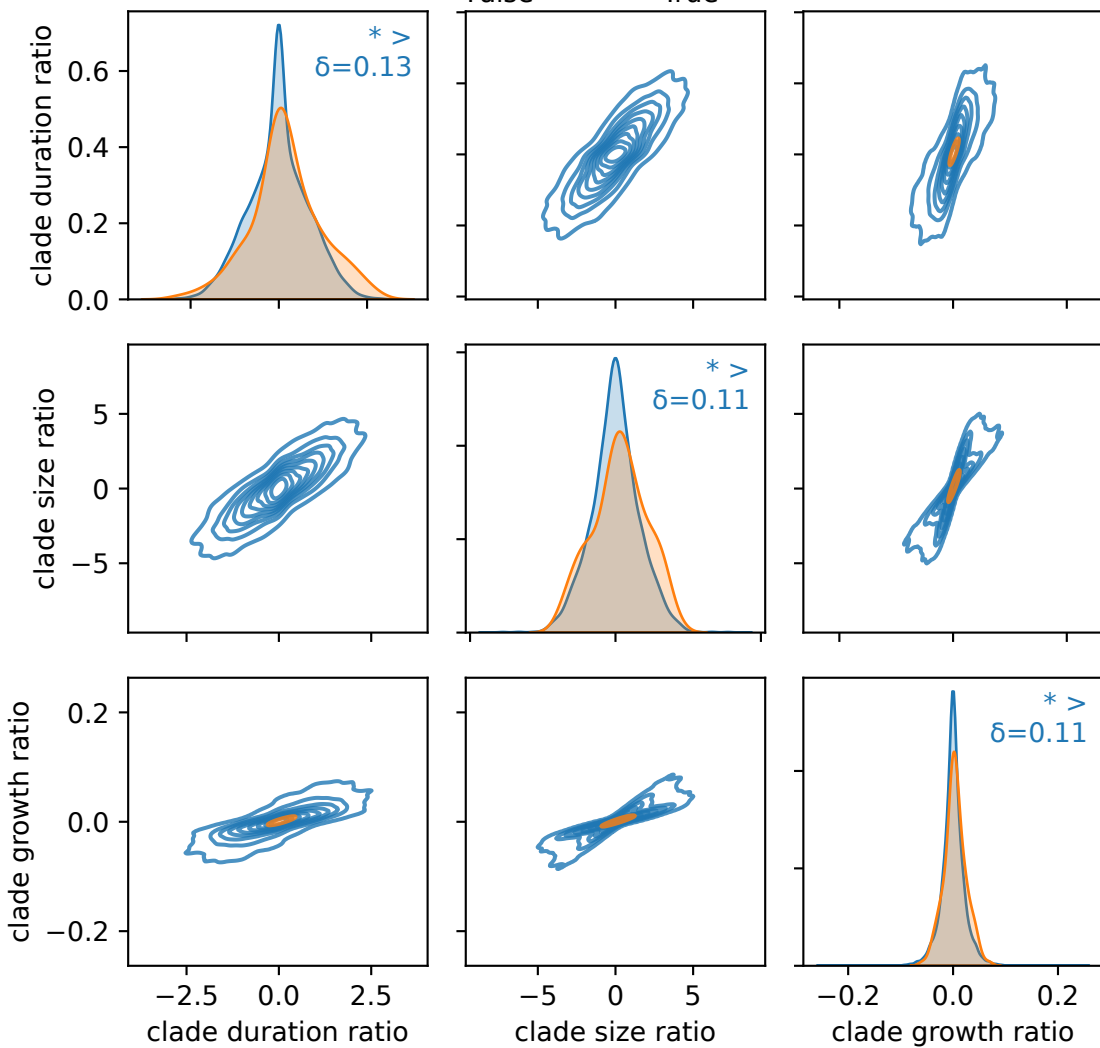 * >
δ=0.13
clade duration ratio
0.6
0.4
0.2
0.0
* >
δ=0.11
clade size ratio
5
0
−5
* >
δ=0.11
clade growth ratio
0.2
0.0
−0.2
−2.5 0.0 2.5 −5 0 5 −0.2 0.0 0.2
clade duration ratio clade size ratio clade growth ratio